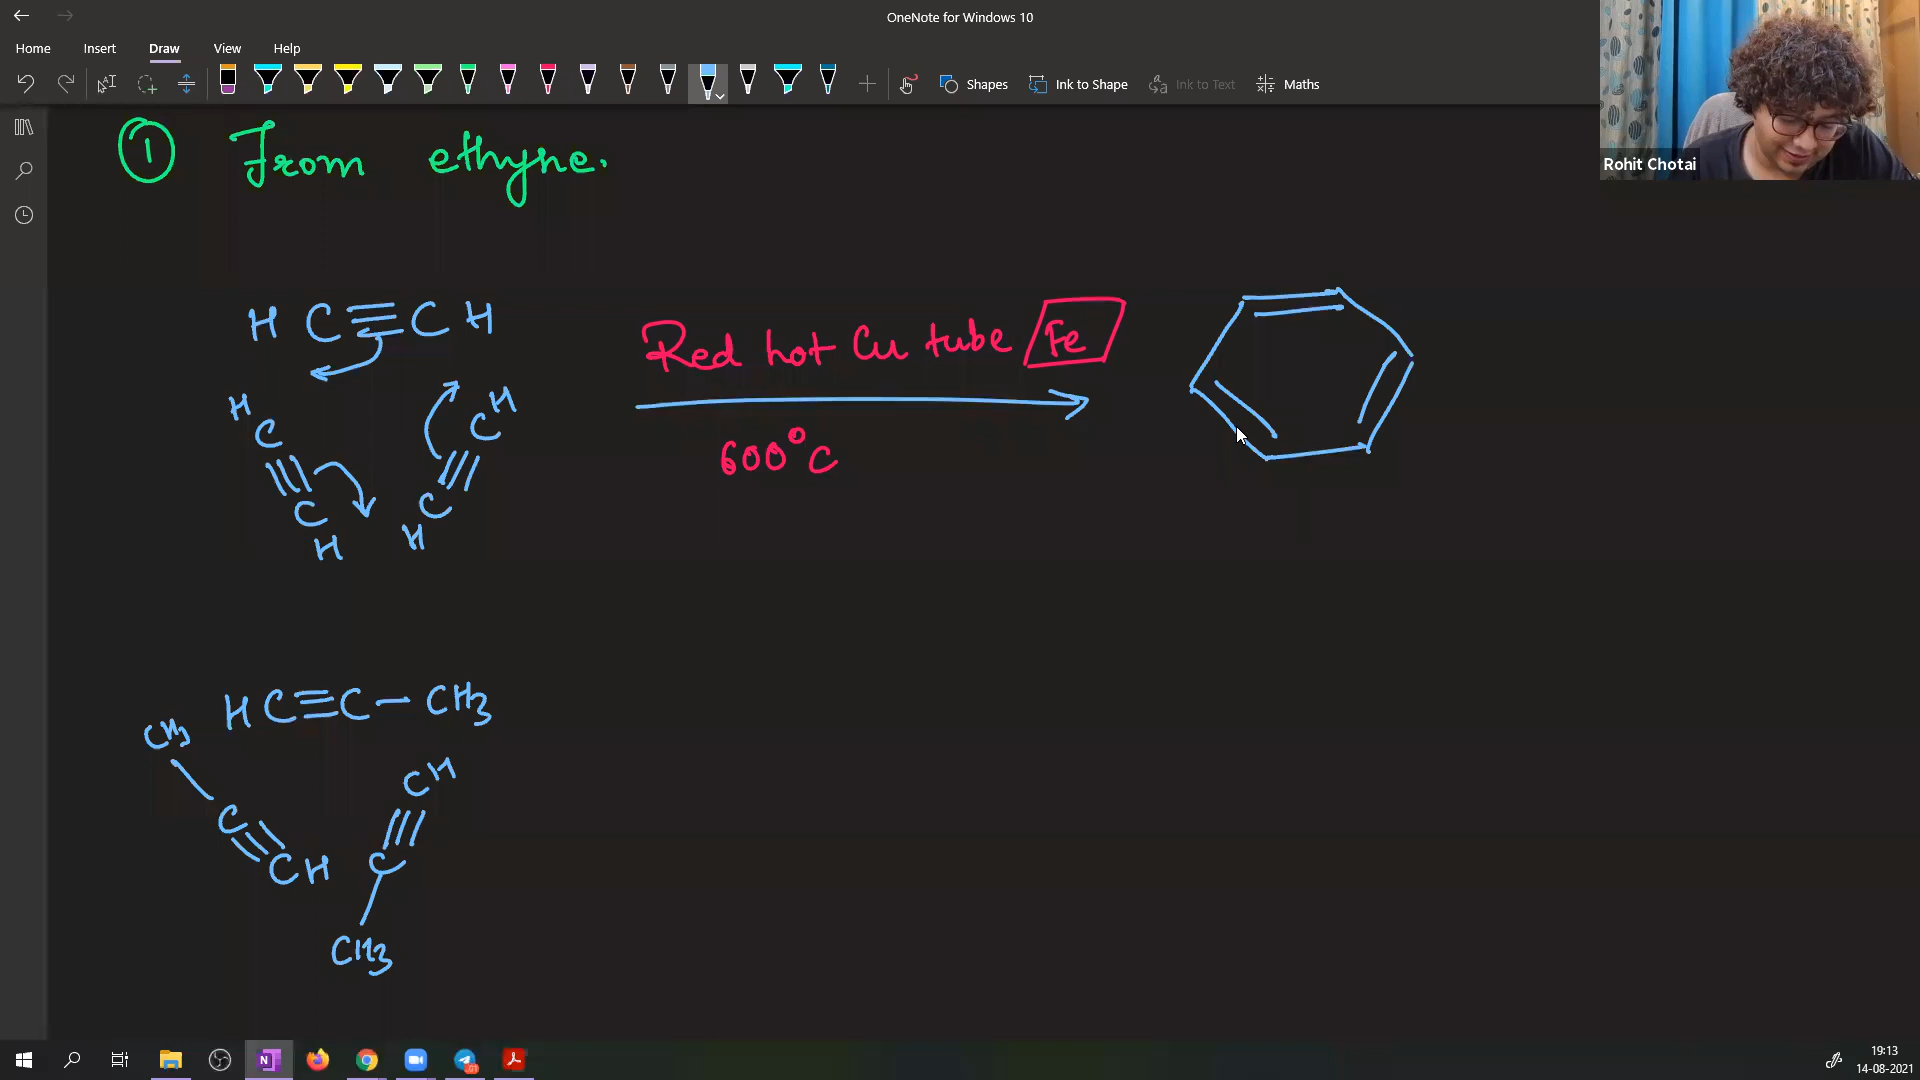 OneNote for Windows 10
Home Insert Draw View Help
Shapes Ink to Shape Ink to Text Maths
Rohit Chotai
① From ethyne.
H C≡C H
H
C
C
H
H
C
C
H
Red hot Cu tube Fe
600°C
HC≡C-CH3
CH3
C
CH
CH
C
CH3
19:13
14-08-2021